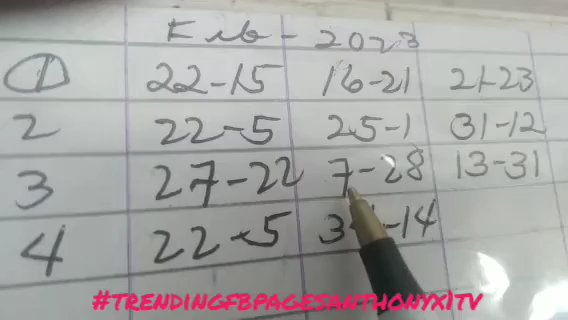 Feb - 2023
① 22-15 16-21 21-23
2 22-5 25-1 31-12
3 27-22 7-28 13-31
4 22-5 -14
#TRENDINGFBPAGESANTHONYX1TV